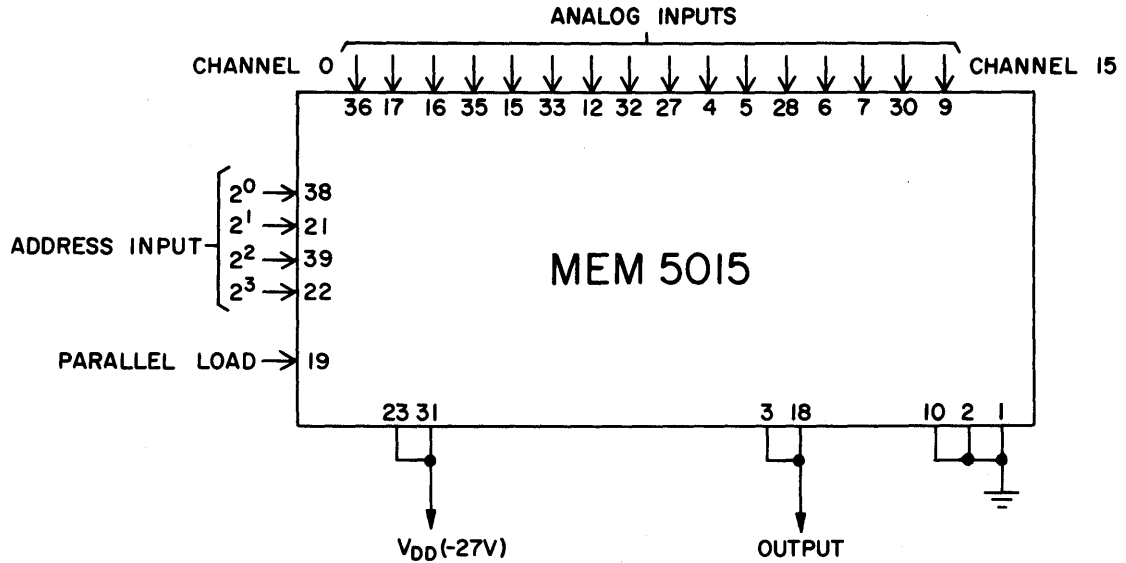 ANALOG INPUTS
CHANNEL 0
CHANNEL 15
36 17 16 35 15 33 12 32 27 4 5 28 6 7 30 9
2⁰ 38
2¹ 21
ADDRESS INPUT
2² 39
2³ 22
MEM 5015
PARALLEL LOAD 19
23 31 3 18 10 2 1
V_DD (-27V)
OUTPUT